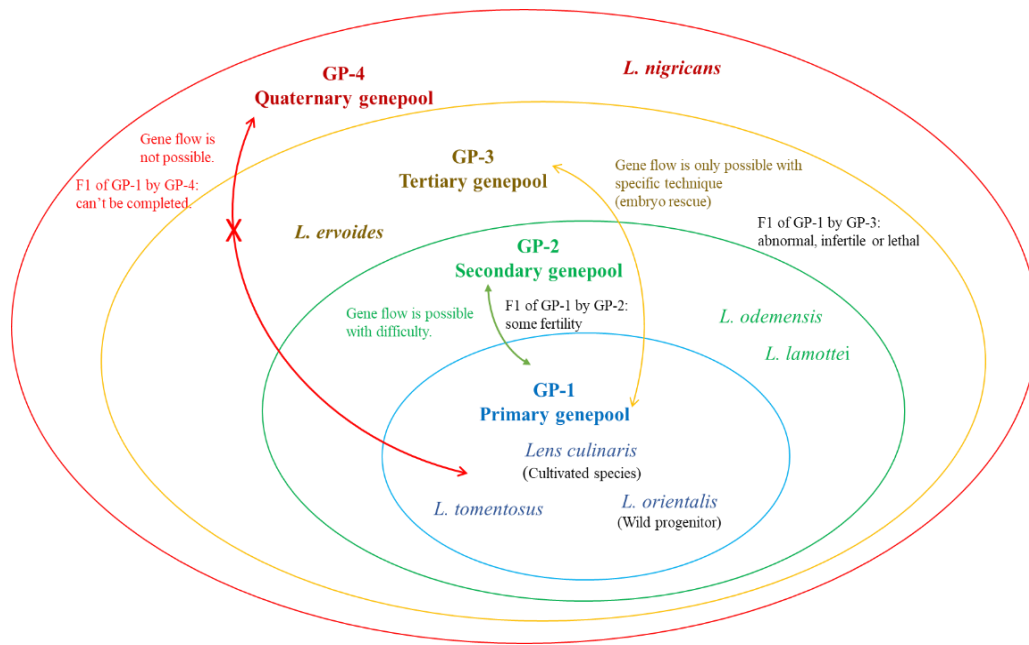 L. nigricans
GP-4
Quaternary genepool
Gene flow is
not possible.
F1 of GP-1 by GP-4:
can't be completed.
X
GP-3
Tertiary genepool
Gene flow is only possible with
specific technique
(embryo rescue)
L. ervoides
F1 of GP-1 by GP-3:
abnormal, infertile or lethal
GP-2
Secondary genepool
Gene flow is possible
with difficulty.
F1 of GP-1 by GP-2:
some fertility
L. odemensis
L. lamottei
GP-1
Primary genepool
Lens culinaris
(Cultivated species)
L. tomentosus
L. orientalis
(Wild progenitor)